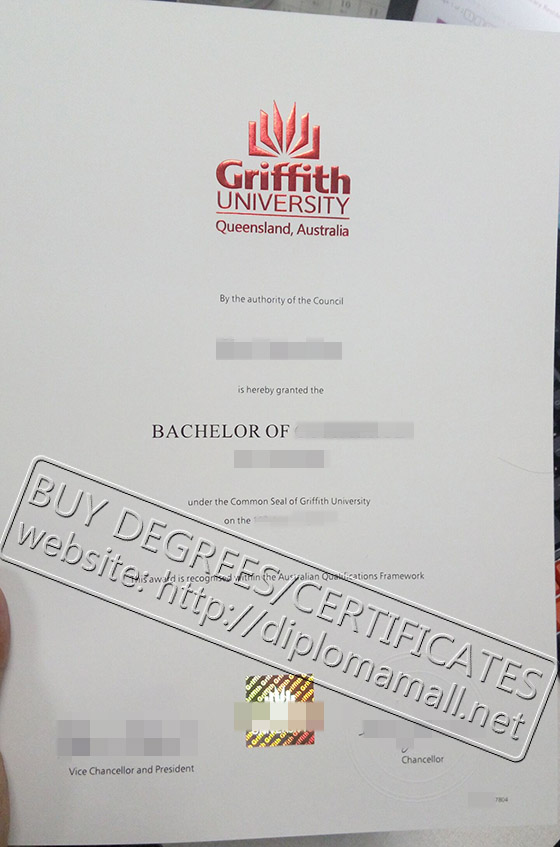 Griffith
UNIVERSITY
Queensland, Australia
By the authority of the Council
is hereby granted the
BACHELOR OF
under the Common Seal of Griffith University
on the
This award is recognised within the Australian Qualifications Framework
BUY DEGREES/CERTIFICATES
website: http://diplomamall.net
Vice Chancellor and President
Chancellor
7804